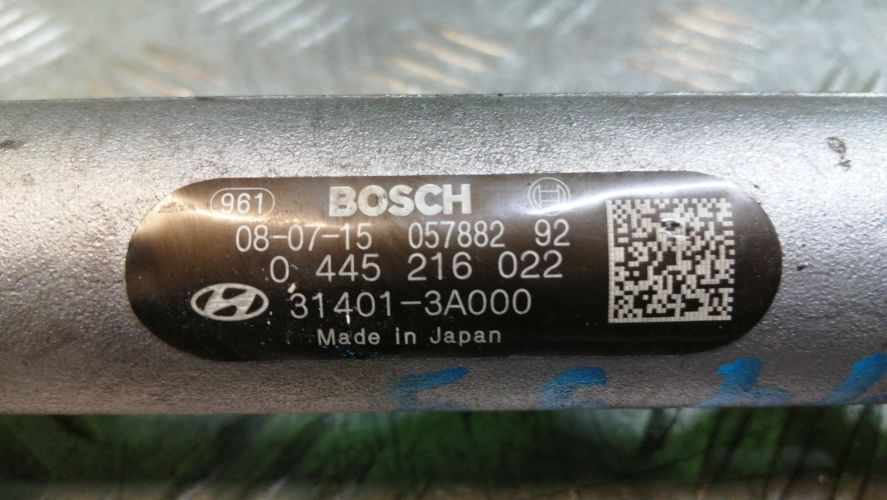 961 BOSCH
08-07-15 057882 92
0 445 216 022
31401-3A000
Made in Japan